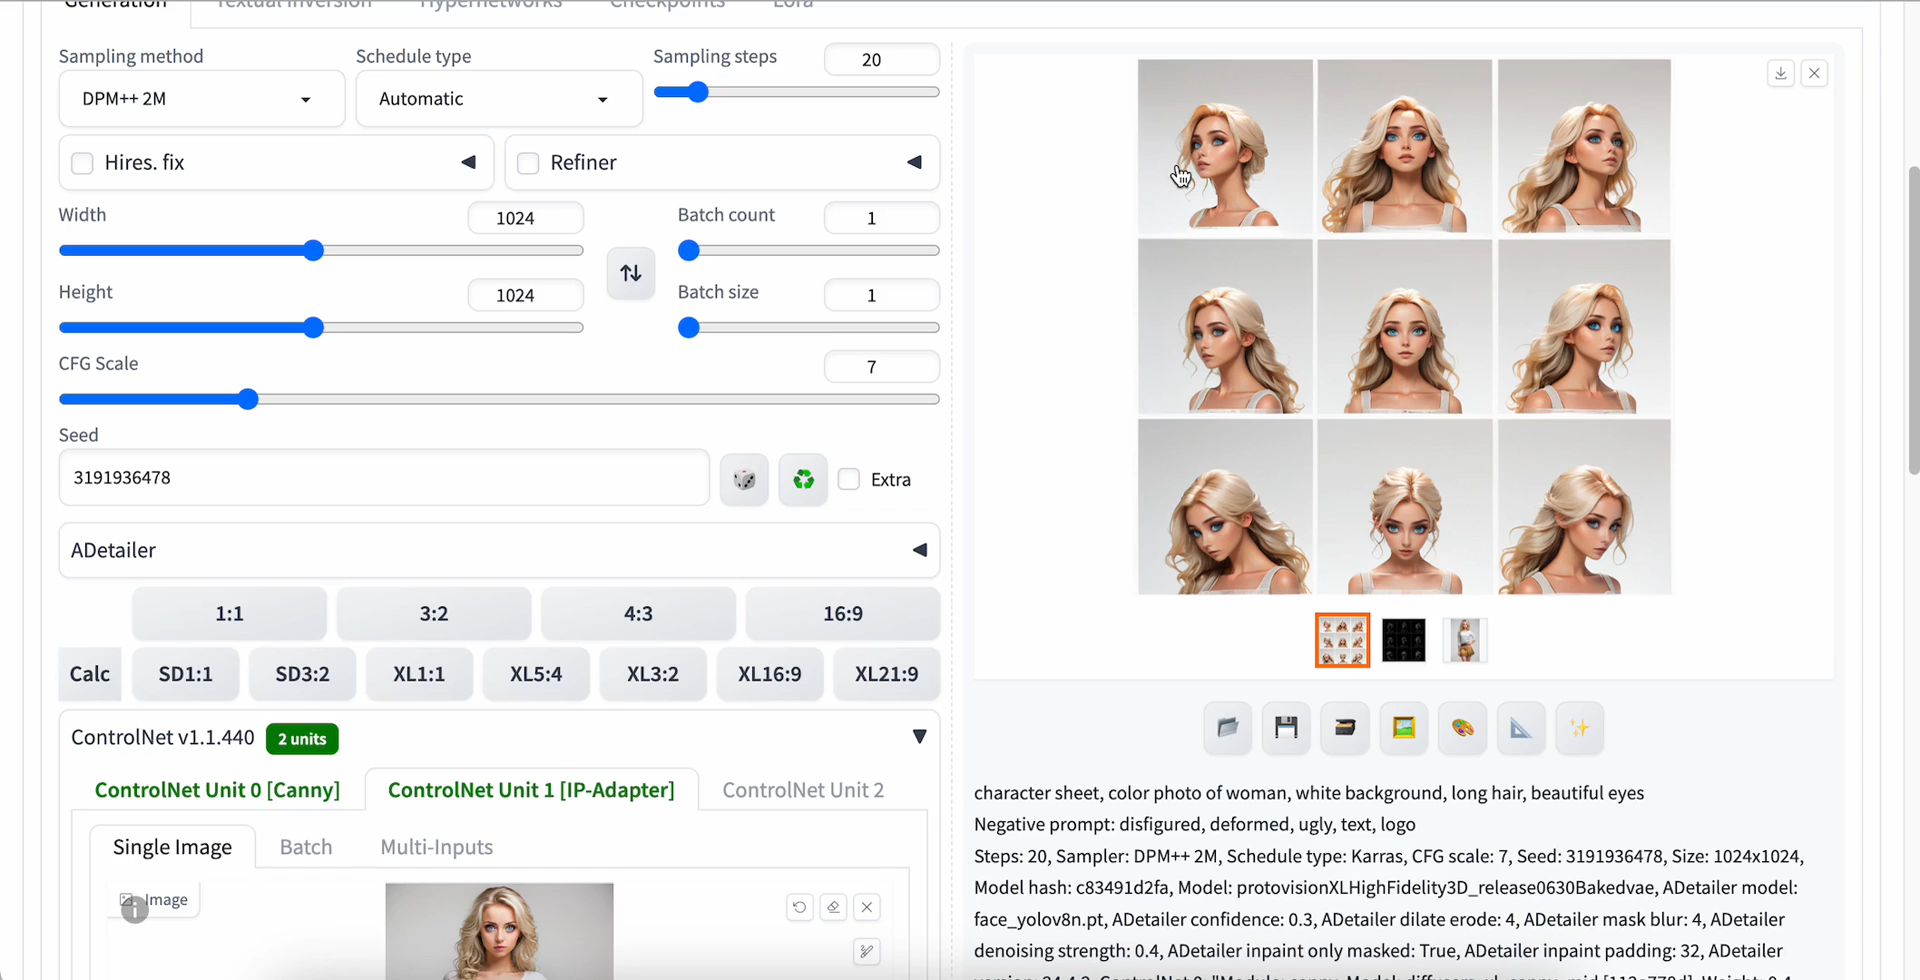 Generation Textual Inversion Hypernetworks Checkpoints Lora
Sampling method
Schedule type
Sampling steps
20
DPM++ 2M
Automatic
Hires. fix
Refiner
Width
1024
Batch count
1
Height
1024
Batch size
1
CFG Scale
7
Seed
3191936478
Extra
ADetailer
1:1
3:2
4:3
16:9
Calc
SD1:1
SD3:2
XL1:1
XL5:4
XL3:2
XL16:9
XL21:9
ControlNet v1.1.440
2 units
ControlNet Unit 0 [Canny]
ControlNet Unit 1 [IP-Adapter]
ControlNet Unit 2
Single Image
Batch
Multi-Inputs
Image
character sheet, color photo of woman, white background, long hair, beautiful eyes
Negative prompt: disfigured, deformed, ugly, text, logo
Steps: 20, Sampler: DPM++ 2M, Schedule type: Karras, CFG scale: 7, Seed: 3191936478, Size: 1024x1024,
Model hash: c83491d2fa, Model: protovisionXLHighFidelity3D_release0630Bakedvae, ADetailer model:
face_yolov8n.pt, ADetailer confidence: 0.3, ADetailer dilate erode: 4, ADetailer mask blur: 4, ADetailer
denoising strength: 0.4, ADetailer inpaint only masked: True, ADetailer inpaint padding: 32, ADetailer